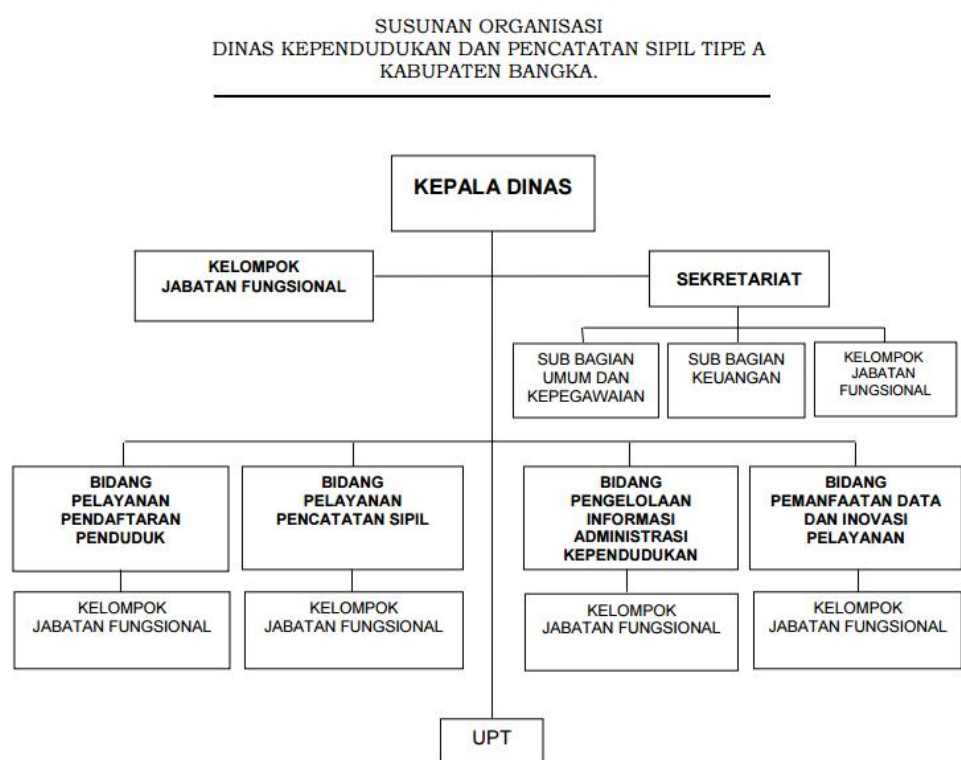 SUSUNAN ORGANISASI
DINAS KEPENDUDUKAN DAN PENCATATAN SIPIL TIPE A
KABUPATEN BANGKA.
KEPALA DINAS
KELOMPOK
JABATAN FUNGSIONAL
SEKRETARIAT
SUB BAGIAN
UMUM DAN
KEPEGAWAIAN
SUB BAGIAN
KEUANGAN
KELOMPOK
JABATAN
FUNGSIONAL
BIDANG
PELAYANAN
PENDAFTARAN
PENDUDUK
BIDANG
PELAYANAN
PENCATATAN SIPIL
BIDANG
PENGELOLAAN
INFORMASI
ADMINISTRASI
KEPENDUDUKAN
BIDANG
PEMANFAATAN DATA
DAN INOVASI
PELAYANAN
KELOMPOK
JABATAN FUNGSIONAL
KELOMPOK
JABATAN FUNGSIONAL
KELOMPOK
JABATAN FUNGSIONAL
KELOMPOK
JABATAN FUNGSIONAL
UPT